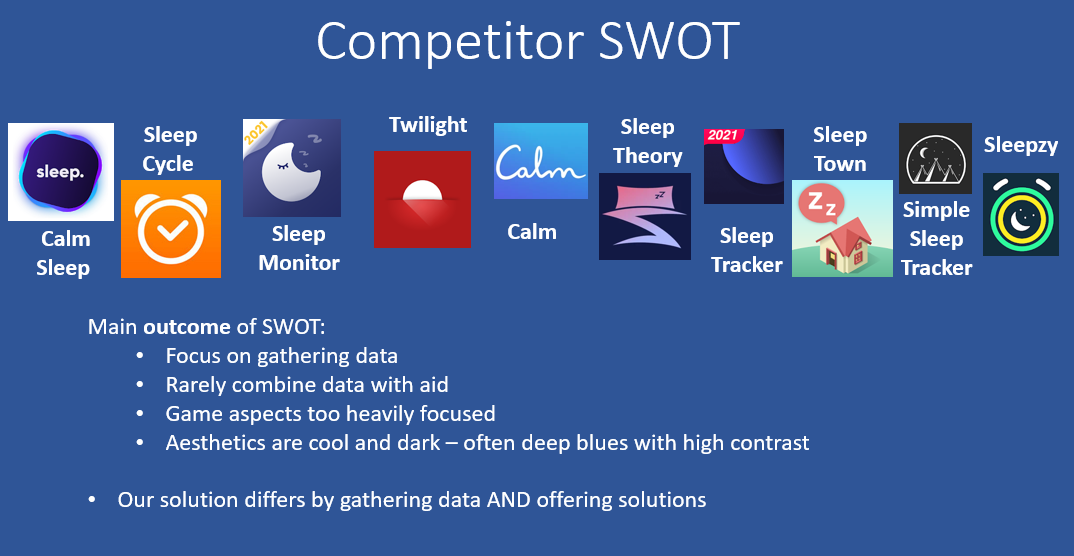 Competitor SWOT
sleep.
Calm
Sleep
Sleep
Cycle
2021
Sleep
Monitor
Twilight
Calm
Calm
Sleep
Theory
z z
2021
Sleep
Tracker
Sleep
Town
Z z
Simple
Sleep
Tracker
Sleepzy
Main outcome of SWOT:
• Focus on gathering data
• Rarely combine data with aid
• Game aspects too heavily focused
• Aesthetics are cool and dark – often deep blues with high contrast
• Our solution differs by gathering data AND offering solutions